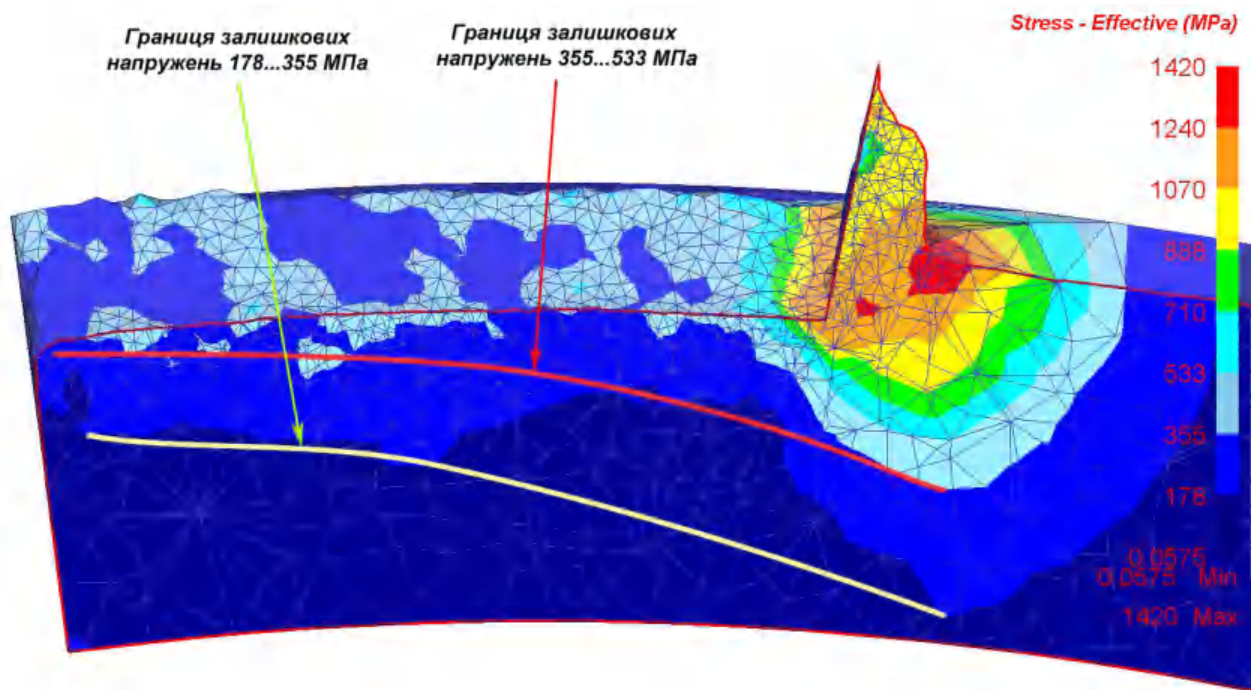 Границя залишкових
напружень 178...355 МПа
Границя залишкових
напружень 355...533 МПа
Stress - Effective (MPa)
1420
1240
1070
888
710
533
355
178
0.0575
0.0575 Min
1420 Max